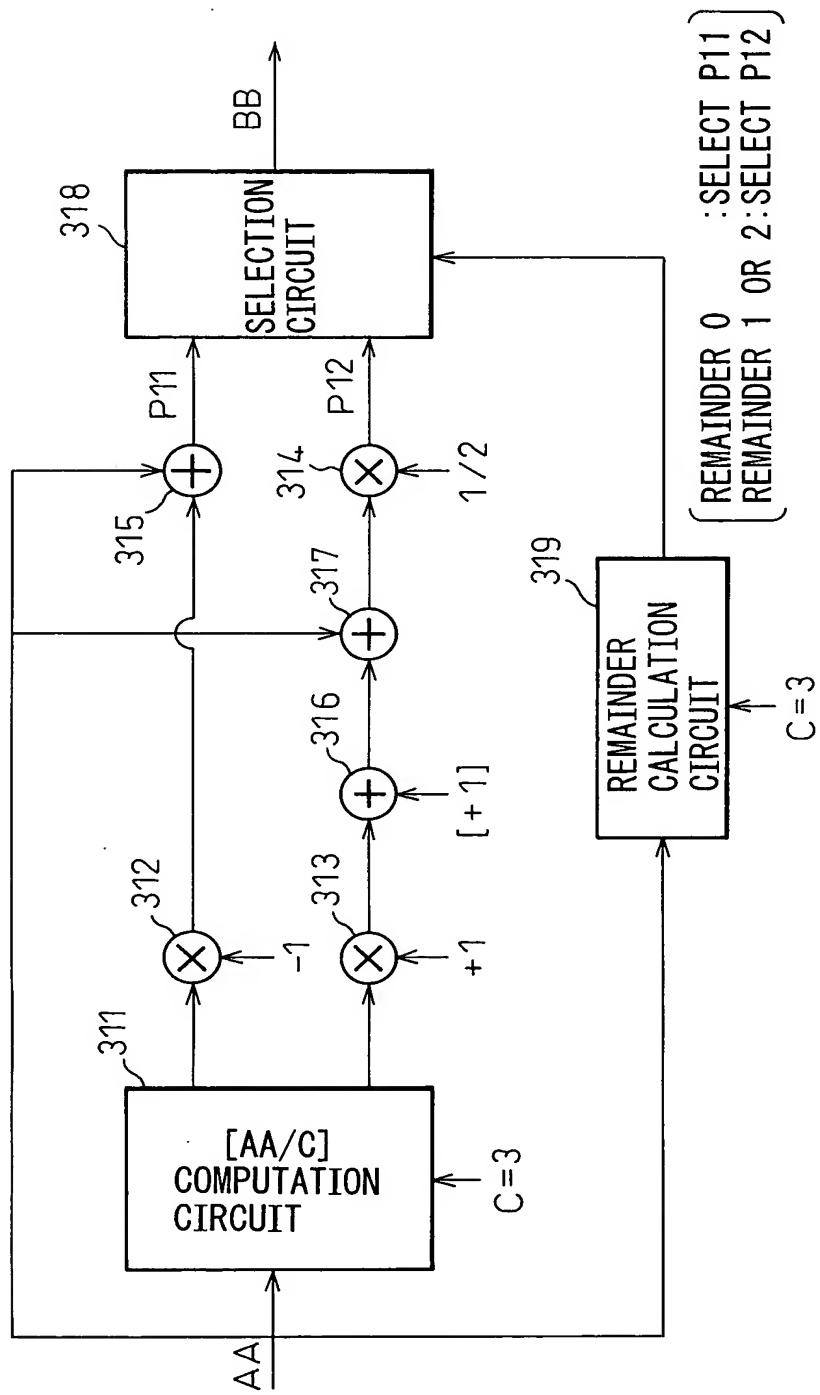 AA
311
[AA/C]
COMPUTATION
CIRCUIT
C=3
312
-1
313
+1
316
[+1]
317
315
314
1/2
P11
P12
318
SELECTION
CIRCUIT
BB
319
REMAINDER
CALCULATION
CIRCUIT
C=3
REMAINDER 0 :SELECT P11
REMAINDER 1 OR 2:SELECT P12